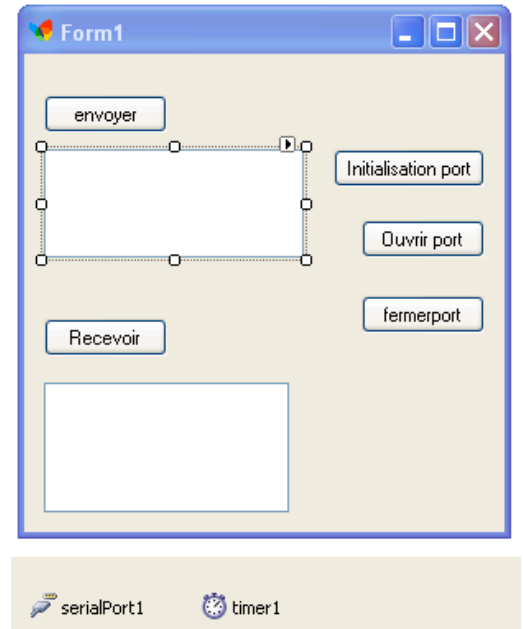 Form1
envoyer
Initialisation port
Ouvrir port
fermerport
Recevoir
serialPort1
timer1